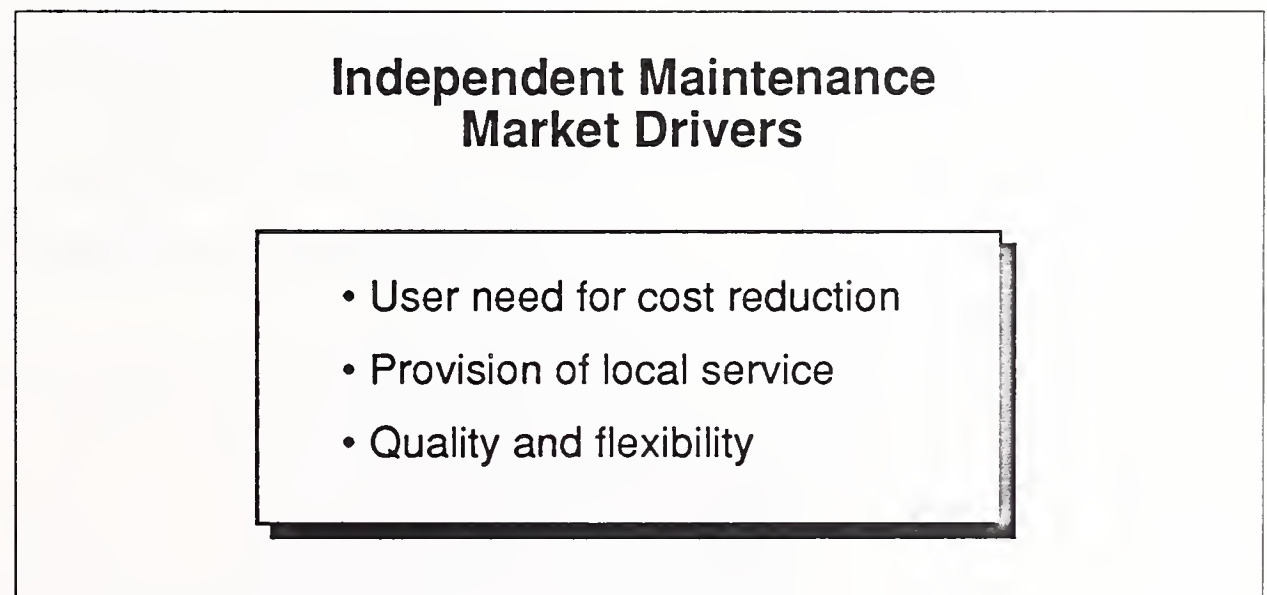 Independent Maintenance
Market Drivers
• User need for cost reduction
• Provision of local service
• Quality and flexibility